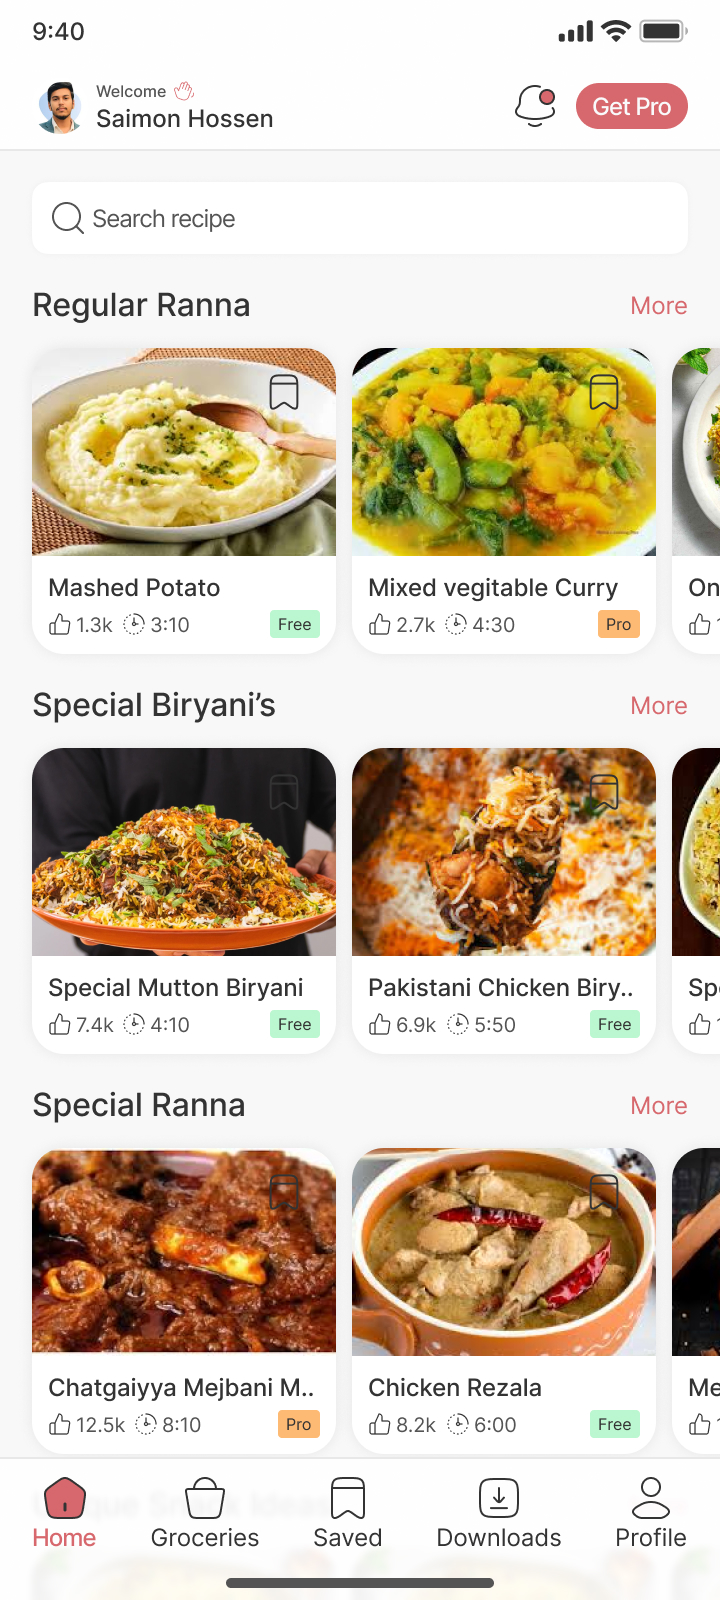 9:40
Welcome
Saimon Hossen
Get Pro
Search recipe
Regular Ranna
More
Mashed Potato
1.3k 3:10 Free
Mixed vegitable Curry
2.7k 4:30 Pro
On
Special Biryani’s
More
Special Mutton Biryani
7.4k 4:10 Free
Pakistani Chicken Biry..
6.9k 5:50 Free
Sp
Special Ranna
More
Chatgaiyya Mejbani M..
12.5k 8:10 Pro
Chicken Rezala
8.2k 6:00 Free
Me
Home
Groceries
Saved
Downloads
Profile